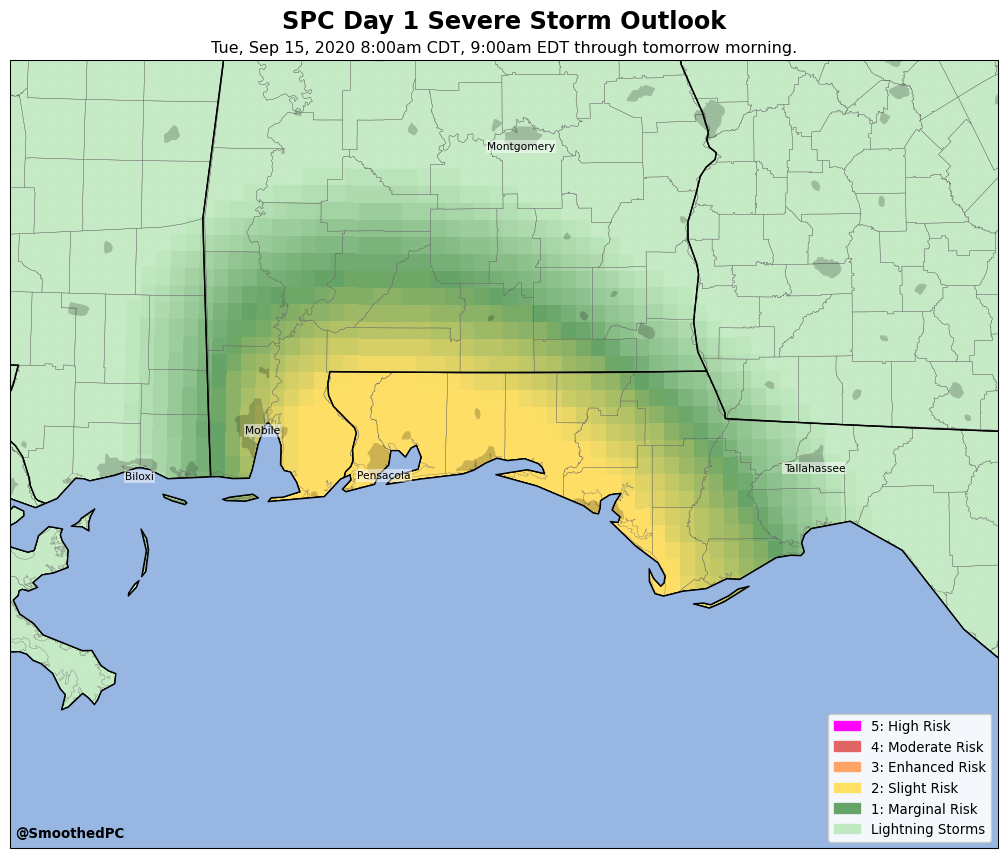 SPC Day 1 Severe Storm Outlook
Tue, Sep 15, 2020 8:00am CDT, 9:00am EDT through tomorrow morning.
Montgomery
Mobile
Biloxi
Pensacola
Tallahassee
5: High Risk
4: Moderate Risk
3: Enhanced Risk
2: Slight Risk
1: Marginal Risk
Lightning Storms
@SmoothedPC